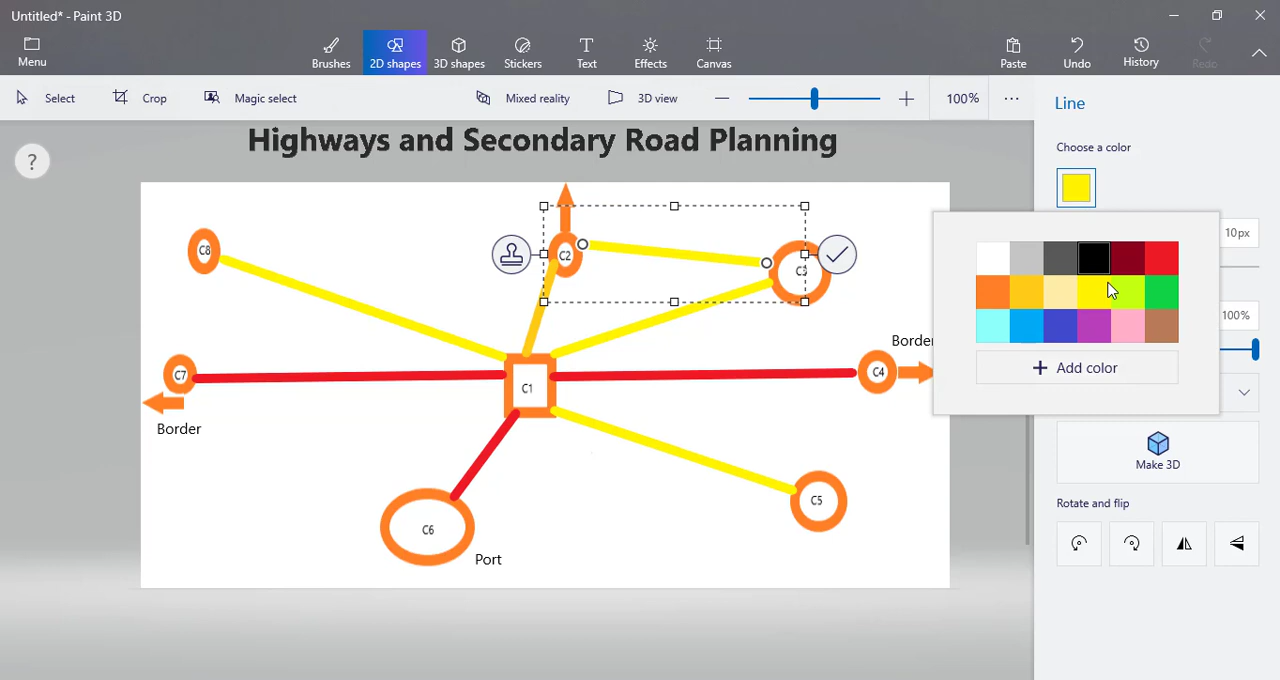 Untitled* - Paint 3D
Menu
Brushes
2D shapes
3D shapes
Stickers
Text
Effects
Canvas
Paste
Undo
History
Redo
Select
Crop
Magic select
Mixed reality
3D view
100%
Line
Highways and Secondary Road Planning
?
Choose a color
10px
100%
Add color
Make 3D
Rotate and flip
C8
C2
C3
Border
C7
C1
C4
Border
C5
C6
Port